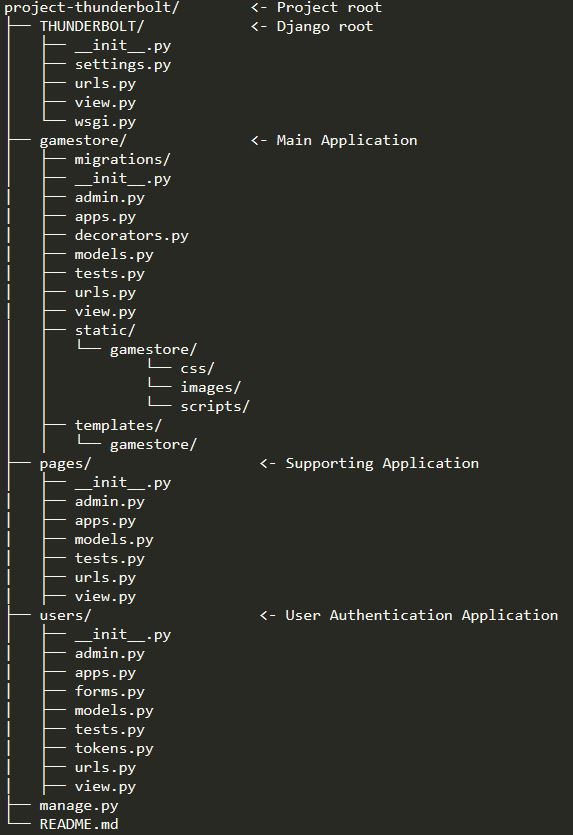 project-thunderbolt/        <- Project root
├── THUNDERBOLT/            <- Django root
│   ├── __init__.py
│   ├── settings.py
│   ├── urls.py
│   ├── view.py
│   └── wsgi.py
├── gamestore/              <- Main Application
│   ├── migrations/
│   ├── __init__.py
│   ├── admin.py
│   ├── apps.py
│   ├── decorators.py
│   ├── models.py
│   ├── tests.py
│   ├── urls.py
│   ├── view.py
│   ├── static/
│   │   └── gamestore/
│   │           └── css/
│   │           └── images/
│   │           └── scripts/
│   ├── templates/
│   │   └── gamestore/
├── pages/                   <- Supporting Application
│   ├── __init__.py
│   ├── admin.py
│   ├── apps.py
│   ├── models.py
│   ├── tests.py
│   ├── urls.py
│   ├── view.py
├── users/                   <- User Authentication Application
│   ├── __init__.py
│   ├── admin.py
│   ├── apps.py
│   ├── forms.py
│   ├── models.py
│   ├── tests.py
│   ├── tokens.py
│   ├── urls.py
│   ├── view.py
├── manage.py
└── README.md